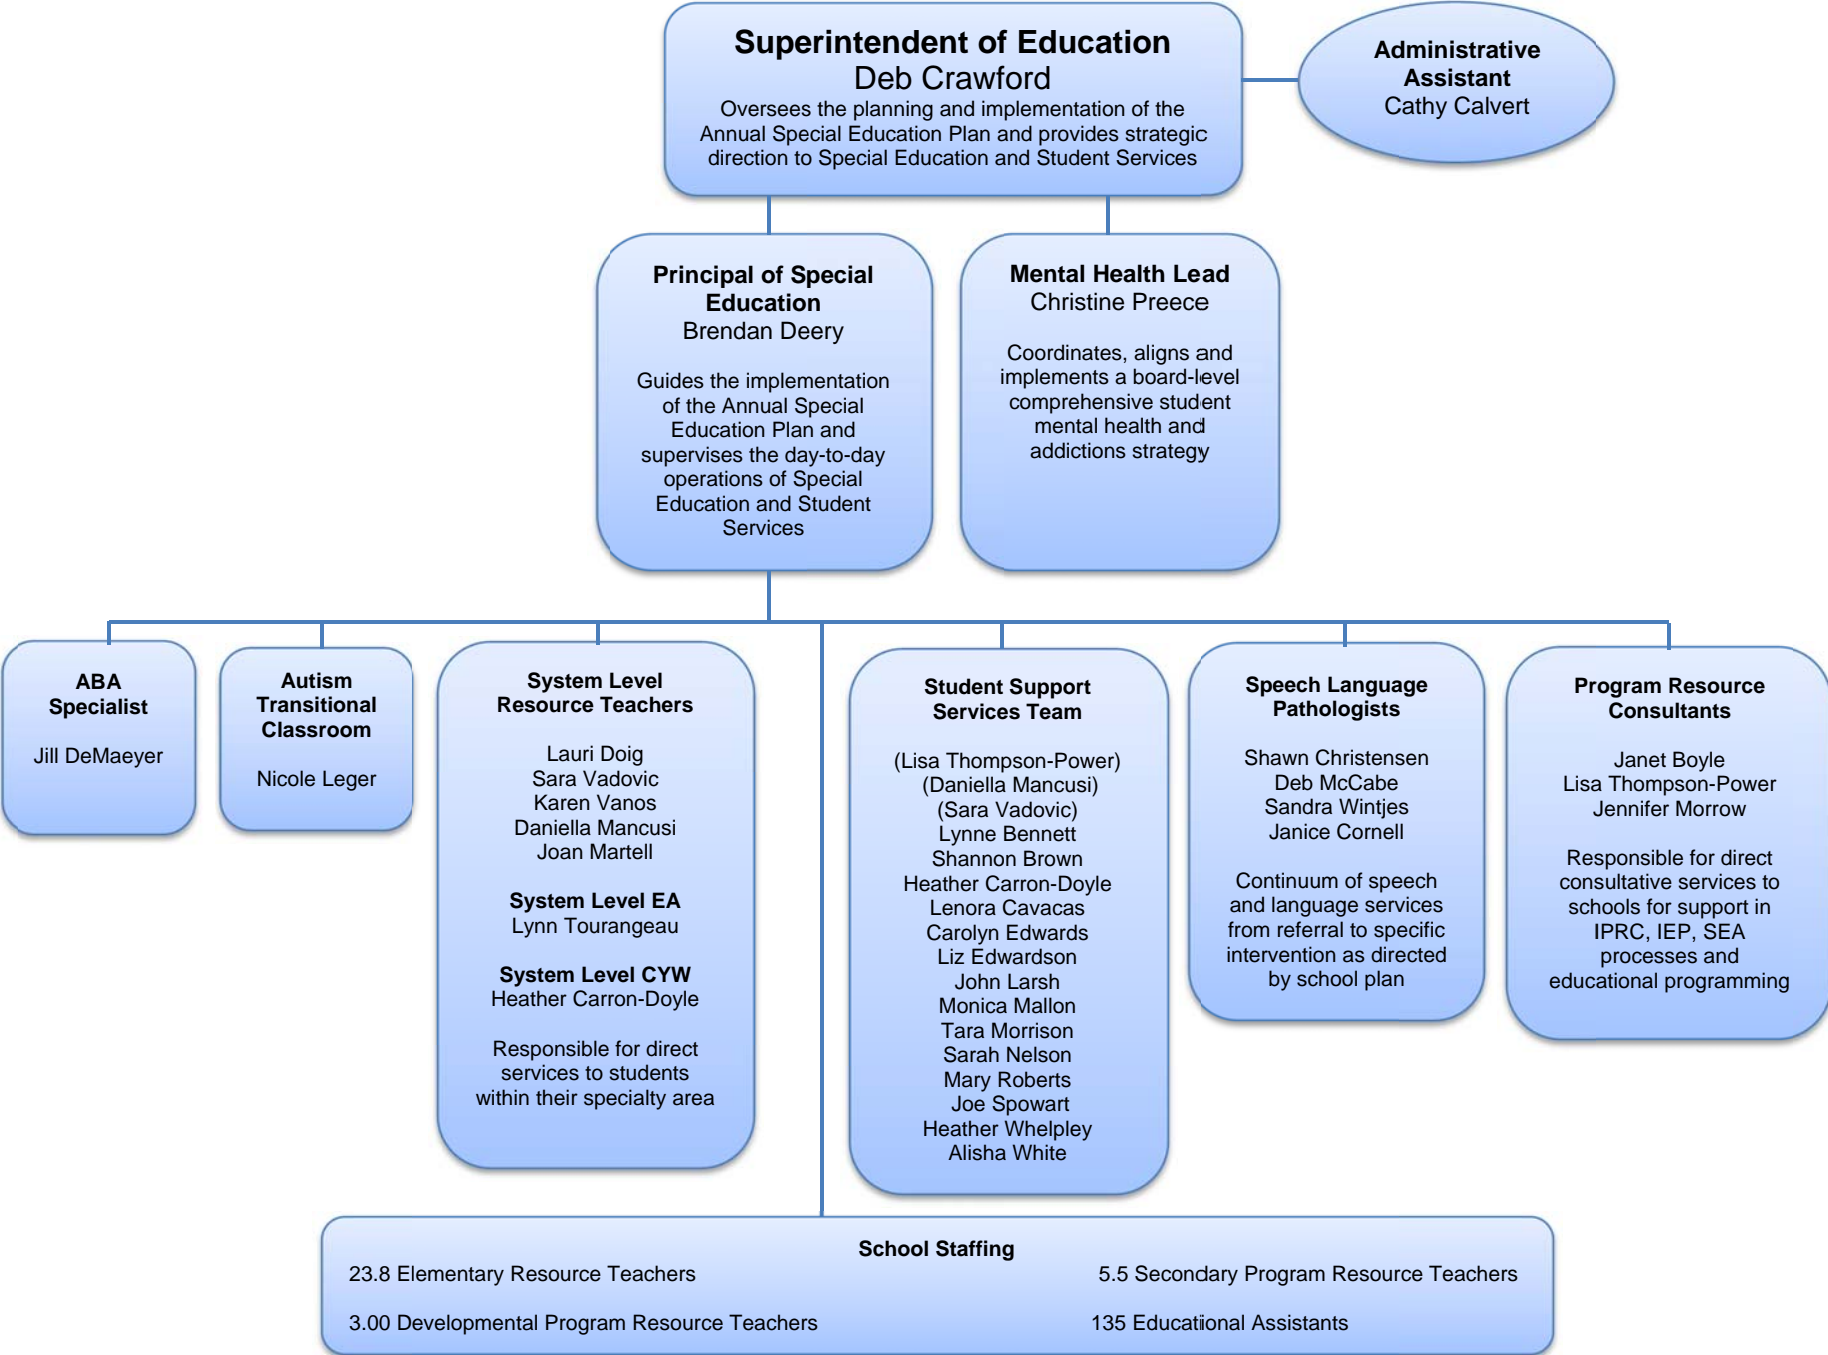 Superintendent of Education
Deb Crawford
Oversees the planning and implementation of the
Annual Special Education Plan and provides strategic
direction to Special Education and Student Services
Administrative
Assistant
Cathy Calvert
Principal of Special
Education
Brendan Deery
Guides the implementation
of the Annual Special
Education Plan and
supervises the day-to-day
operations of Special
Education and Student
Services
Mental Health Lead
Christine Preece
Coordinates, aligns and
implements a board-level
comprehensive student
mental health and
addictions strategy
ABA
Specialist
Jill DeMaeyer
Autism
Transitional
Classroom
Nicole Leger
System Level
Resource Teachers
Lauri Doig
Sara Vadovic
Karen Vanos
Daniella Mancusi
Joan Martell
System Level EA
Lynn Tourangeau
System Level CYW
Heather Carron-Doyle
Responsible for direct
services to students
within their specialty area
Student Support
Services Team
(Lisa Thompson-Power)
(Daniella Mancusi)
(Sara Vadovic)
Lynne Bennett
Shannon Brown
Heather Carron-Doyle
Lenora Cavacas
Carolyn Edwards
Liz Edwardson
John Larsh
Monica Mallon
Tara Morrison
Sarah Nelson
Mary Roberts
Joe Spowart
Heather Whelpley
Alisha White
Speech Language
Pathologists
Shawn Christensen
Deb McCabe
Sandra Wintjes
Janice Cornell
Continuum of speech
and language services
from referral to specific
intervention as directed
by school plan
Program Resource
Consultants
Janet Boyle
Lisa Thompson-Power
Jennifer Morrow
Responsible for direct
consultative services to
schools for support in
IPRC, IEP, SEA
processes and
educational programming
School Staffing
23.8 Elementary Resource Teachers
5.5 Secondary Program Resource Teachers
3.00 Developmental Program Resource Teachers
135 Educational Assistants